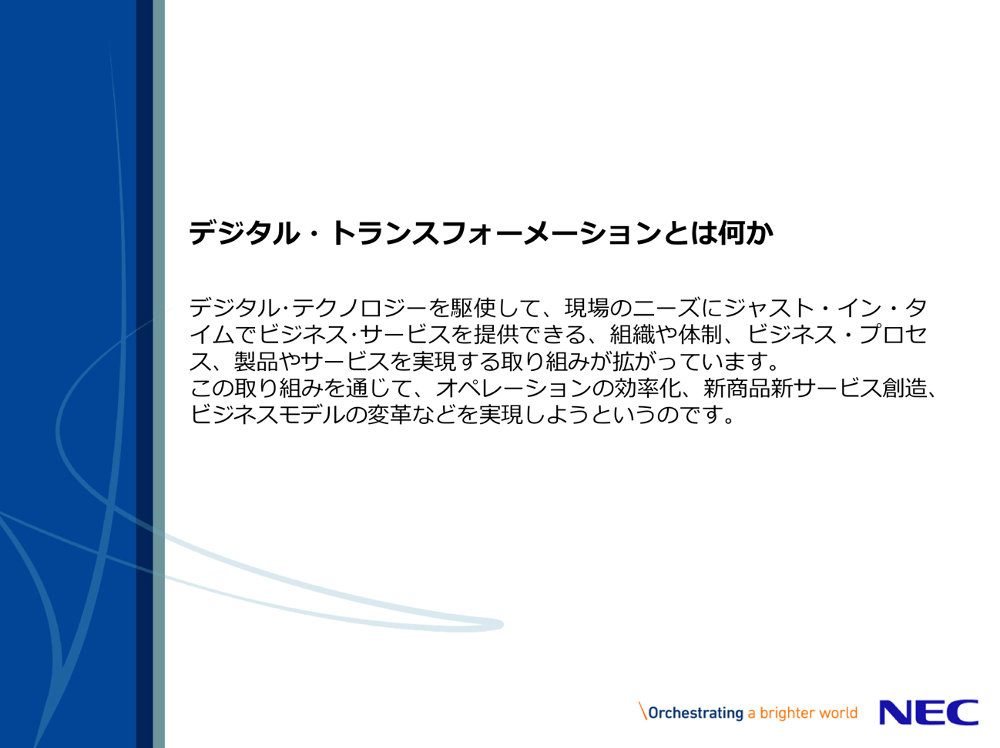 デジタル・トランスフォーメーションとは何か
デジタル･テクノロジーを駆使して、現場のニーズにジャスト・イン・タ
イムでビジネス･サービスを提供できる、組織や体制、ビジネス・プロセ
ス、製品やサービスを実現する取り組みが拡がっています。
この取り組みを通じて、オペレーションの効率化、新商品新サービス創造、
ビジネスモデルの変革などを実現しようというのです。
\Orchestrating a brighter world NEC